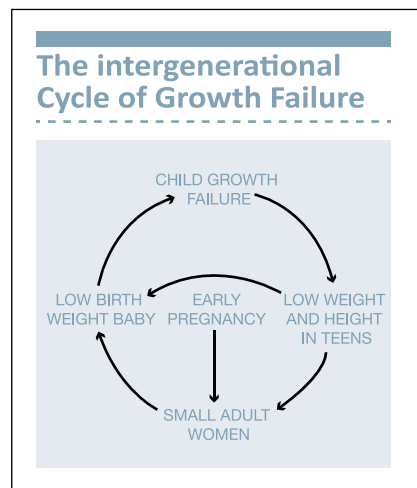 The intergenerational
Cycle of Growth Failure
CHILD GROWTH
FAILURE
LOW BIRTH
WEIGHT BABY
EARLY
PREGNANCY
LOW WEIGHT
AND HEIGHT
IN TEENS
SMALL ADULT
WOMEN